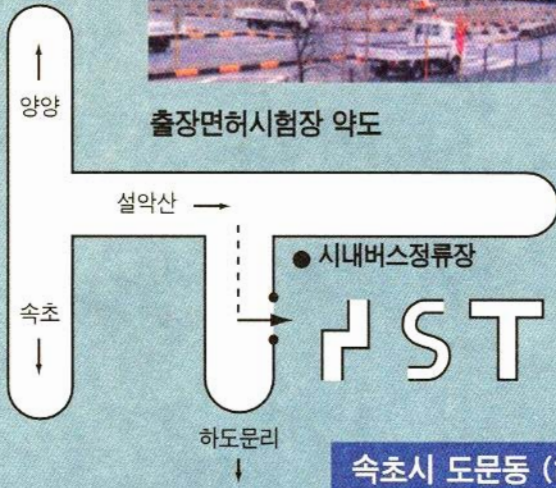 양양
출장면허시험장 약도
설악산
시내버스정류장
속초
ST
하도문리
속초시 도문동 (